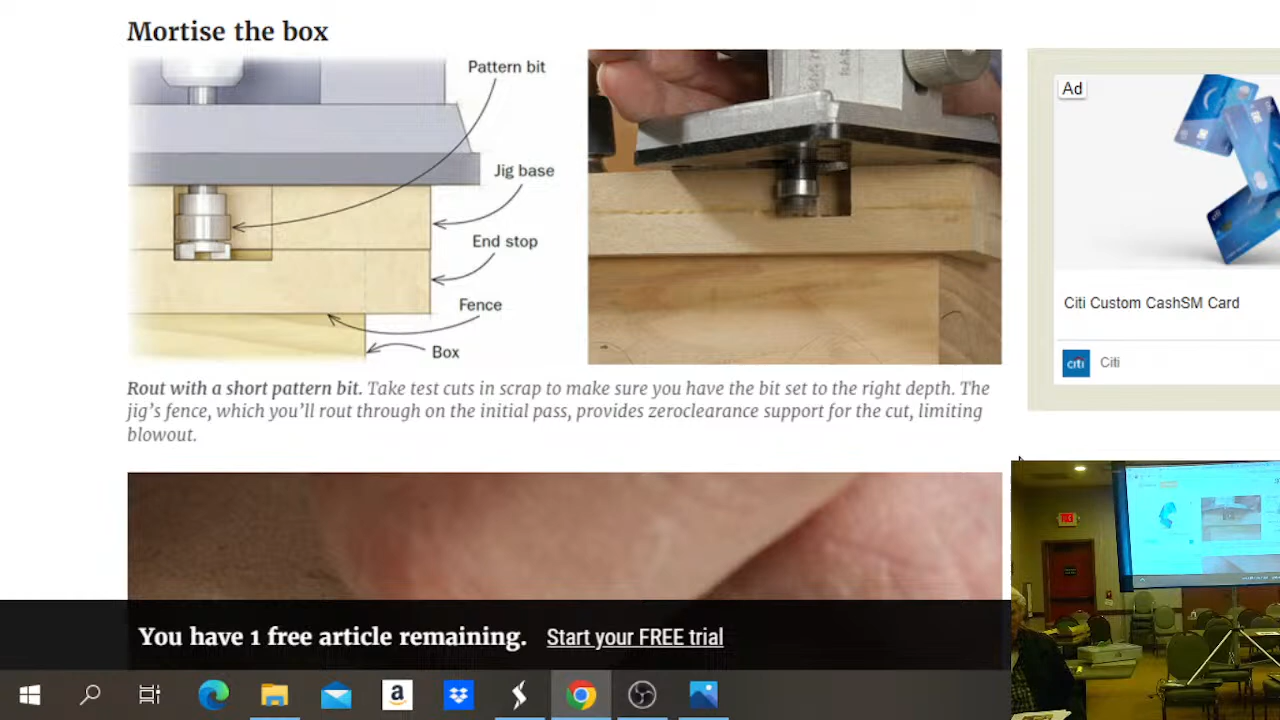 Mortise the box
Pattern bit
Jig base
End stop
Fence
Box
Rout with a short pattern bit. Take test cuts in scrap to make sure you have the bit set to the right depth. The
jig's fence, which you'll rout through on the initial pass, provides zeroclearance support for the cut, limiting
blowout.
Ad
Citi Custom CashSM Card
citi
Citi
You have 1 free article remaining. Start your FREE trial
a